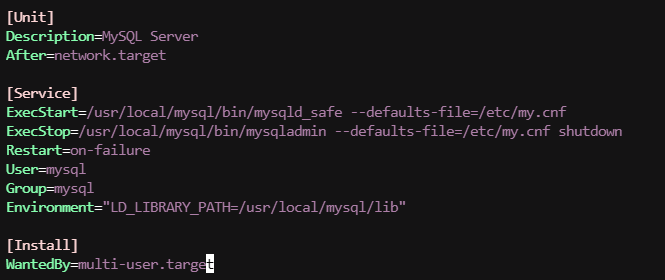 [Unit]
Description=MySQL Server
After=network.target
[Service]
ExecStart=/usr/local/mysql/bin/mysqld_safe --defaults-file=/etc/my.cnf
ExecStop=/usr/local/mysql/bin/mysqladmin --defaults-file=/etc/my.cnf shutdown
Restart=on-failure
User=mysql
Group=mysql
Environment="LD_LIBRARY_PATH=/usr/local/mysql/lib"
[Install]
WantedBy=multi-user.target